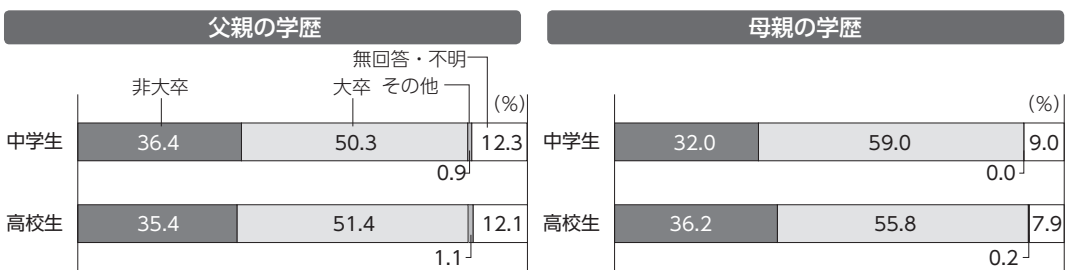 父親の学歴
無回答・不明
非大卒 大卒 その他
(%)
中学生 36.4 50.3 12.3
0.9
高校生 35.4 51.4 12.1
1.1
母親の学歴
(%)
中学生 32.0 59.0 9.0
0.0
高校生 36.2 55.8 7.9
0.2